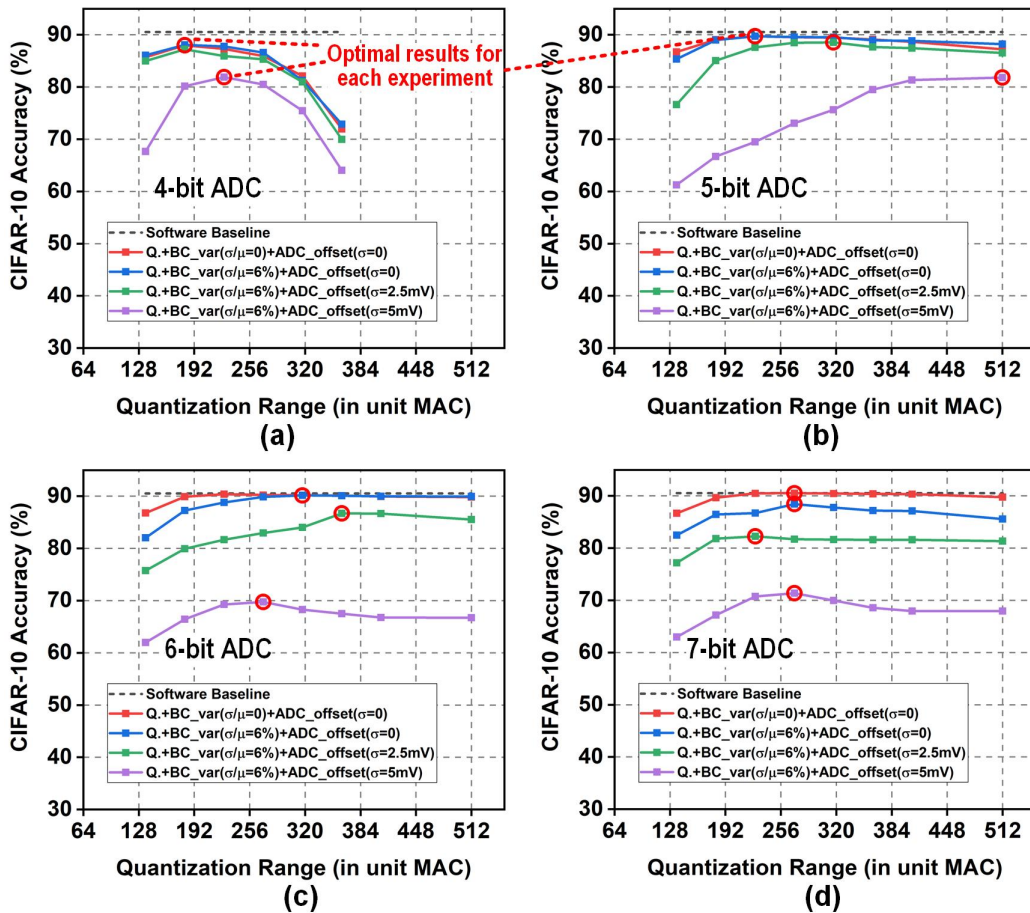 CIFAR-10 Accuracy (%)
90
80
70
60
50
40
30
Optimal results for
each experiment
4-bit ADC
Software Baseline
Q.+BC_var(σ/μ=0)+ADC_offset(σ=0)
Q.+BC_var(σ/μ=6%)+ADC_offset(σ=0)
Q.+BC_var(σ/μ=6%)+ADC_offset(σ=2.5mV)
Q.+BC_var(σ/μ=6%)+ADC_offset(σ=5mV)
64 128 192 256 320 384 448 512
Quantization Range (in unit MAC)
(a)
CIFAR-10 Accuracy (%)
90
80
70
60
50
40
30
5-bit ADC
Software Baseline
Q.+BC_var(σ/μ=0)+ADC_offset(σ=0)
Q.+BC_var(σ/μ=6%)+ADC_offset(σ=0)
Q.+BC_var(σ/μ=6%)+ADC_offset(σ=2.5mV)
Q.+BC_var(σ/μ=6%)+ADC_offset(σ=5mV)
64 128 192 256 320 384 448 512
Quantization Range (in unit MAC)
(b)
CIFAR-10 Accuracy (%)
90
80
70
60
50
40
30
6-bit ADC
Software Baseline
Q.+BC_var(σ/μ=0)+ADC_offset(σ=0)
Q.+BC_var(σ/μ=6%)+ADC_offset(σ=0)
Q.+BC_var(σ/μ=6%)+ADC_offset(σ=2.5mV)
Q.+BC_var(σ/μ=6%)+ADC_offset(σ=5mV)
64 128 192 256 320 384 448 512
Quantization Range (in unit MAC)
(c)
CIFAR-10 Accuracy (%)
90
80
70
60
50
40
30
7-bit ADC
Software Baseline
Q.+BC_var(σ/μ=0)+ADC_offset(σ=0)
Q.+BC_var(σ/μ=6%)+ADC_offset(σ=0)
Q.+BC_var(σ/μ=6%)+ADC_offset(σ=2.5mV)
Q.+BC_var(σ/μ=6%)+ADC_offset(σ=5mV)
64 128 192 256 320 384 448 512
Quantization Range (in unit MAC)
(d)